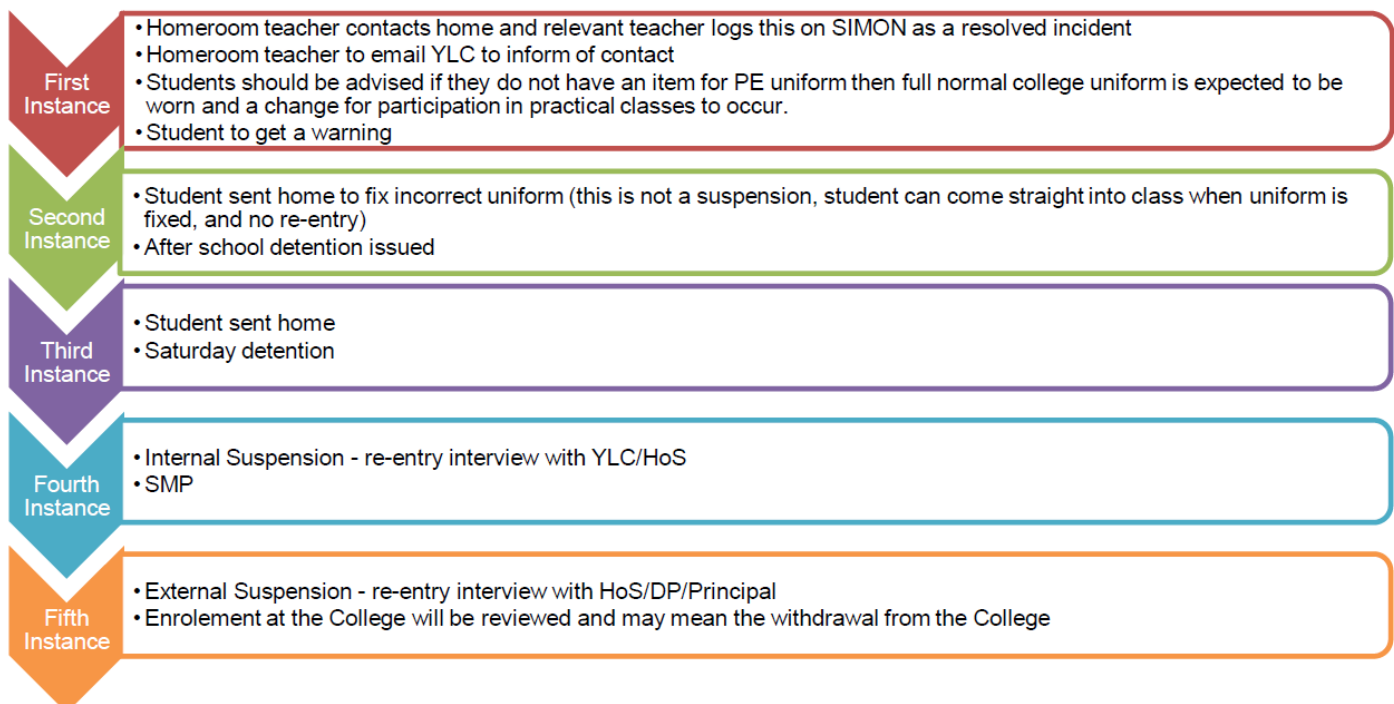 First
Instance
• Homeroom teacher contacts home and relevant teacher logs this on SIMON as a resolved incident
• Homeroom teacher to email YLC to inform of contact
• Students should be advised if they do not have an item for PE uniform then full normal college uniform is expected to be
worn and a change for participation in practical classes to occur.
• Student to get a warning
Second
Instance
• Student sent home to fix incorrect uniform (this is not a suspension, student can come straight into class when uniform is
fixed, and no re-entry)
• After school detention issued
Third
Instance
• Student sent home
• Saturday detention
Fourth
Instance
• Internal Suspension - re-entry interview with YLC/HoS
• SMP
Fifth
Instance
• External Suspension - re-entry interview with HoS/DP/Principal
• Enrolement at the College will be reviewed and may mean the withdrawal from the College